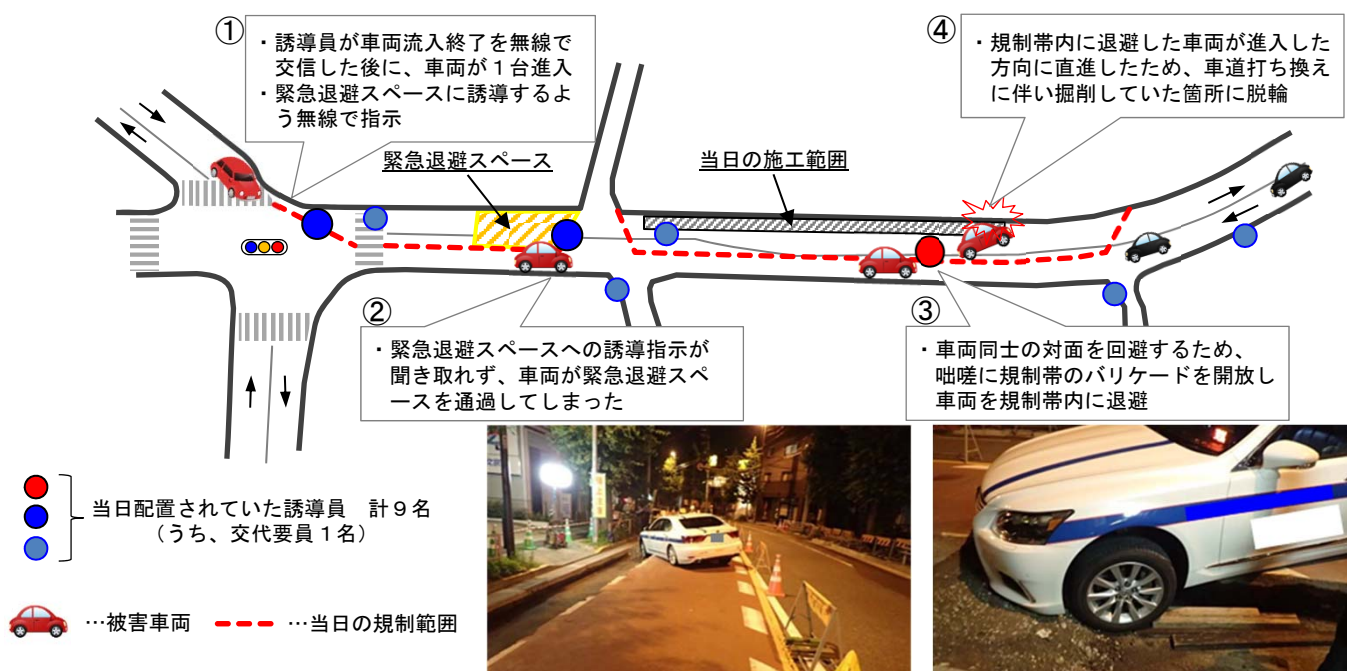 ①
・誘導員が車両流入終了を無線で
交信した後に、車両が１台進入
・緊急退避スペースに誘導するよ
う無線で指示
④
・規制帯内に退避した車両が進入した
方向に直進したため、車道打ち換え
に伴い掘削していた箇所に脱輪
緊急退避スペース
当日の施工範囲
②
・緊急退避スペースへの誘導指示が
聞き取れず、車両が緊急退避スペ
ースを通過してしまった
③
・車両同士の対面を回避するため、
咄嗟に規制帯のバリケードを開放し
車両を規制帯内に退避
当日配置されていた誘導員　計９名
（うち、交代要員１名）
…被害車両
…当日の規制範囲